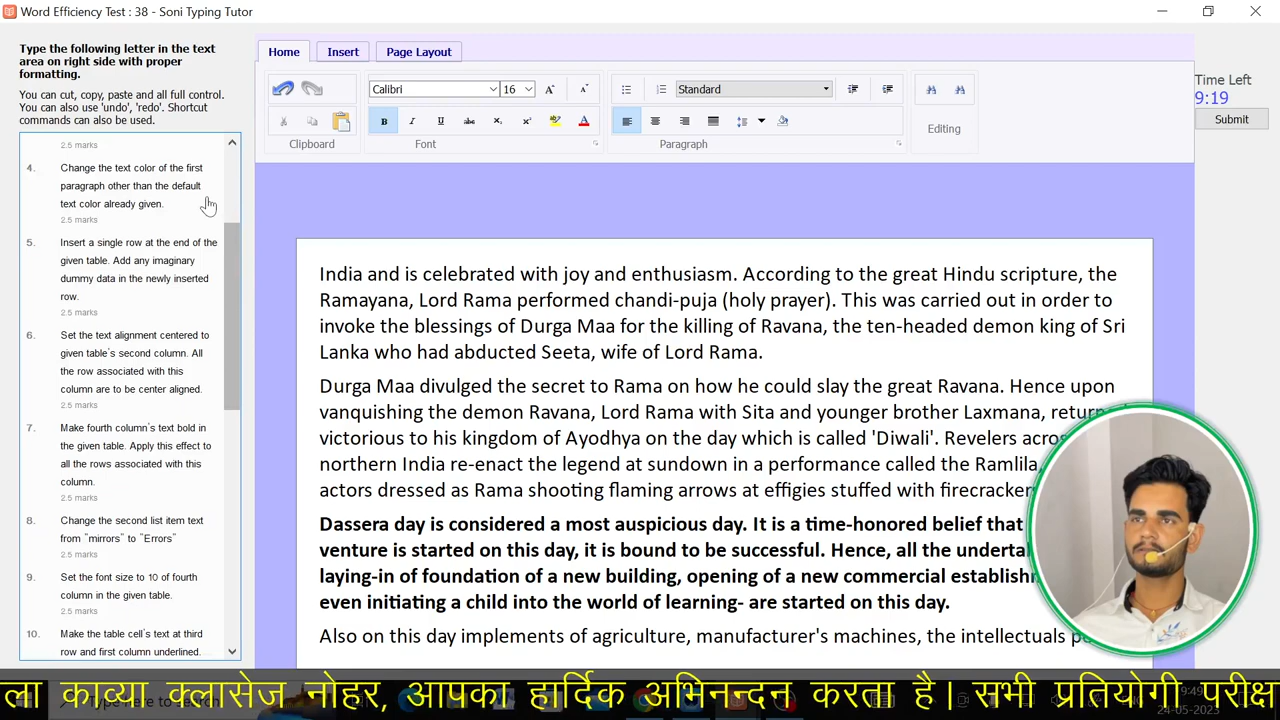 Word Efficiency Test : 38 - Soni Typing Tutor
Type the following letter in the text
area on right side with proper
formatting.
You can cut, copy, paste and all full control.
You can also use 'undo', 'redo'. Shortcut
commands can also be used.
2.5 marks
4. Change the text color of the first
paragraph other than the default
text color already given.
2.5 marks
5. Insert a single row at the end of the
given table. Add any imaginary
dummy data in the newly inserted
row.
2.5 marks
6. Set the text alignment centered to
given table's second column. All
the row associated with this
column are to be center aligned.
2.5 marks
7. Make fourth column's text bold in
the given table. Apply this effect to
all the rows associated with this
column.
2.5 marks
8. Change the second list item text
from "mirrors" to "Errors"
2.5 marks
9. Set the font size to 10 of fourth
column in the given table.
2.5 marks
10. Make the table cell's text at third
row and first column underlined.
Home Insert Page Layout
Calibri 16 Standard
Clipboard Font Paragraph Editing
Time Left
9:19
Submit
India and is celebrated with joy and enthusiasm. According to the great Hindu scripture, the
Ramayana, Lord Rama performed chandi-puja (holy prayer). This was carried out in order to
invoke the blessings of Durga Maa for the killing of Ravana, the ten-headed demon king of Sri
Lanka who had abducted Seeta, wife of Lord Rama.
Durga Maa divulged the secret to Rama on how he could slay the great Ravana. Hence upon
vanquishing the demon Ravana, Lord Rama with Sita and younger brother Laxmana,
victorious to his kingdom of Ayodhya on the day which is called 'Diwali'. Revelers
northern India re-enact the legend at sundown in a performance called the Ramlila,
actors dressed as Rama shooting flaming arrows at effigies stuffed with
Dassera day is considered a most auspicious day. It is a time-honored belief that
venture is started on this day, it is bound to be successful. Hence, all the
laying-in of foundation of a new building, opening of a new commercial
even initiating a child into the world of learning- are started on this day.
Also on this day implements of agriculture, manufacturer's machines, the intellectuals
ला काव्या क्लासेज नोहर, आपका हार्दिक अभिनन्दन करता है। सभी प्रतियोगी परीक्ष
24-05-2023